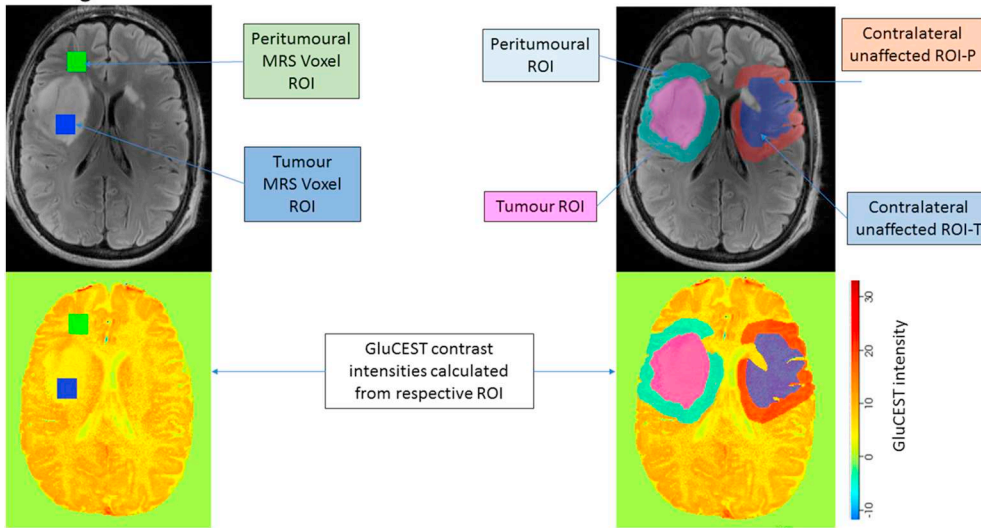 Peritumoural
MRS Voxel
ROI
Tumour
MRS Voxel
ROI
Peritumoural
ROI
Contralateral
unaffected ROI-P
Tumour ROI
Contralateral
unaffected ROI-T
GluCEST contrast
intensities calculated
from respective ROI
30
20
10
0
-10
GluCEST intensity